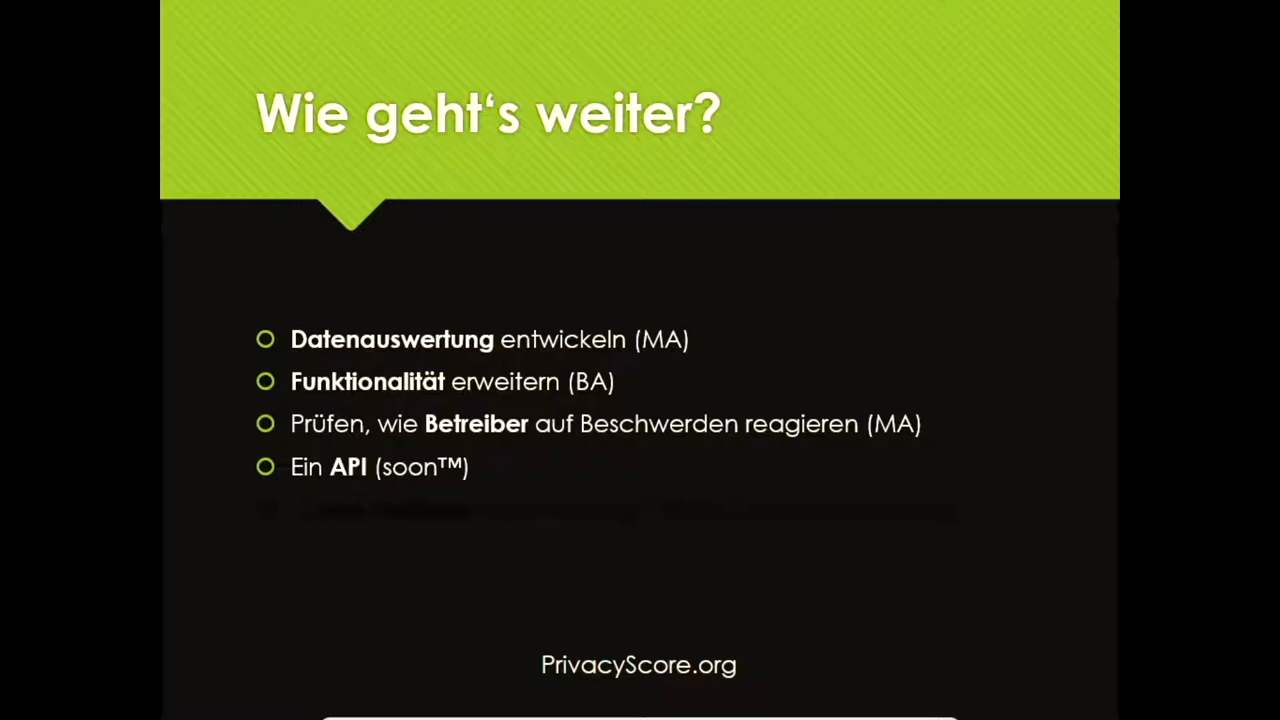 Wie geht‘s weiter?
Datenauswertung entwickeln (MA)
Funktionalität erweitern (BA)
Prüfen, wie Betreiber auf Beschwerden reagieren (MA)
Ein API (soon™)
PrivacyScore.org